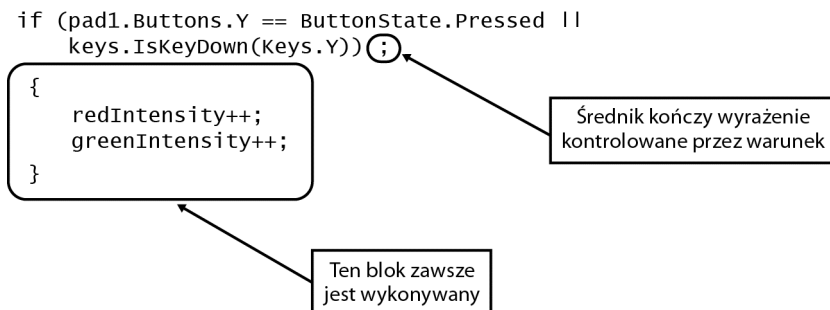 if (pad1.Buttons.Y == ButtonState.Pressed ||
keys.IsKeyDown(Keys.Y)) ;
{
redIntensity++;
greenIntensity++;
}
Średnik kończy wyrażenie
kontrolowane przez warunek
Ten blok zawsze
jest wykonywany